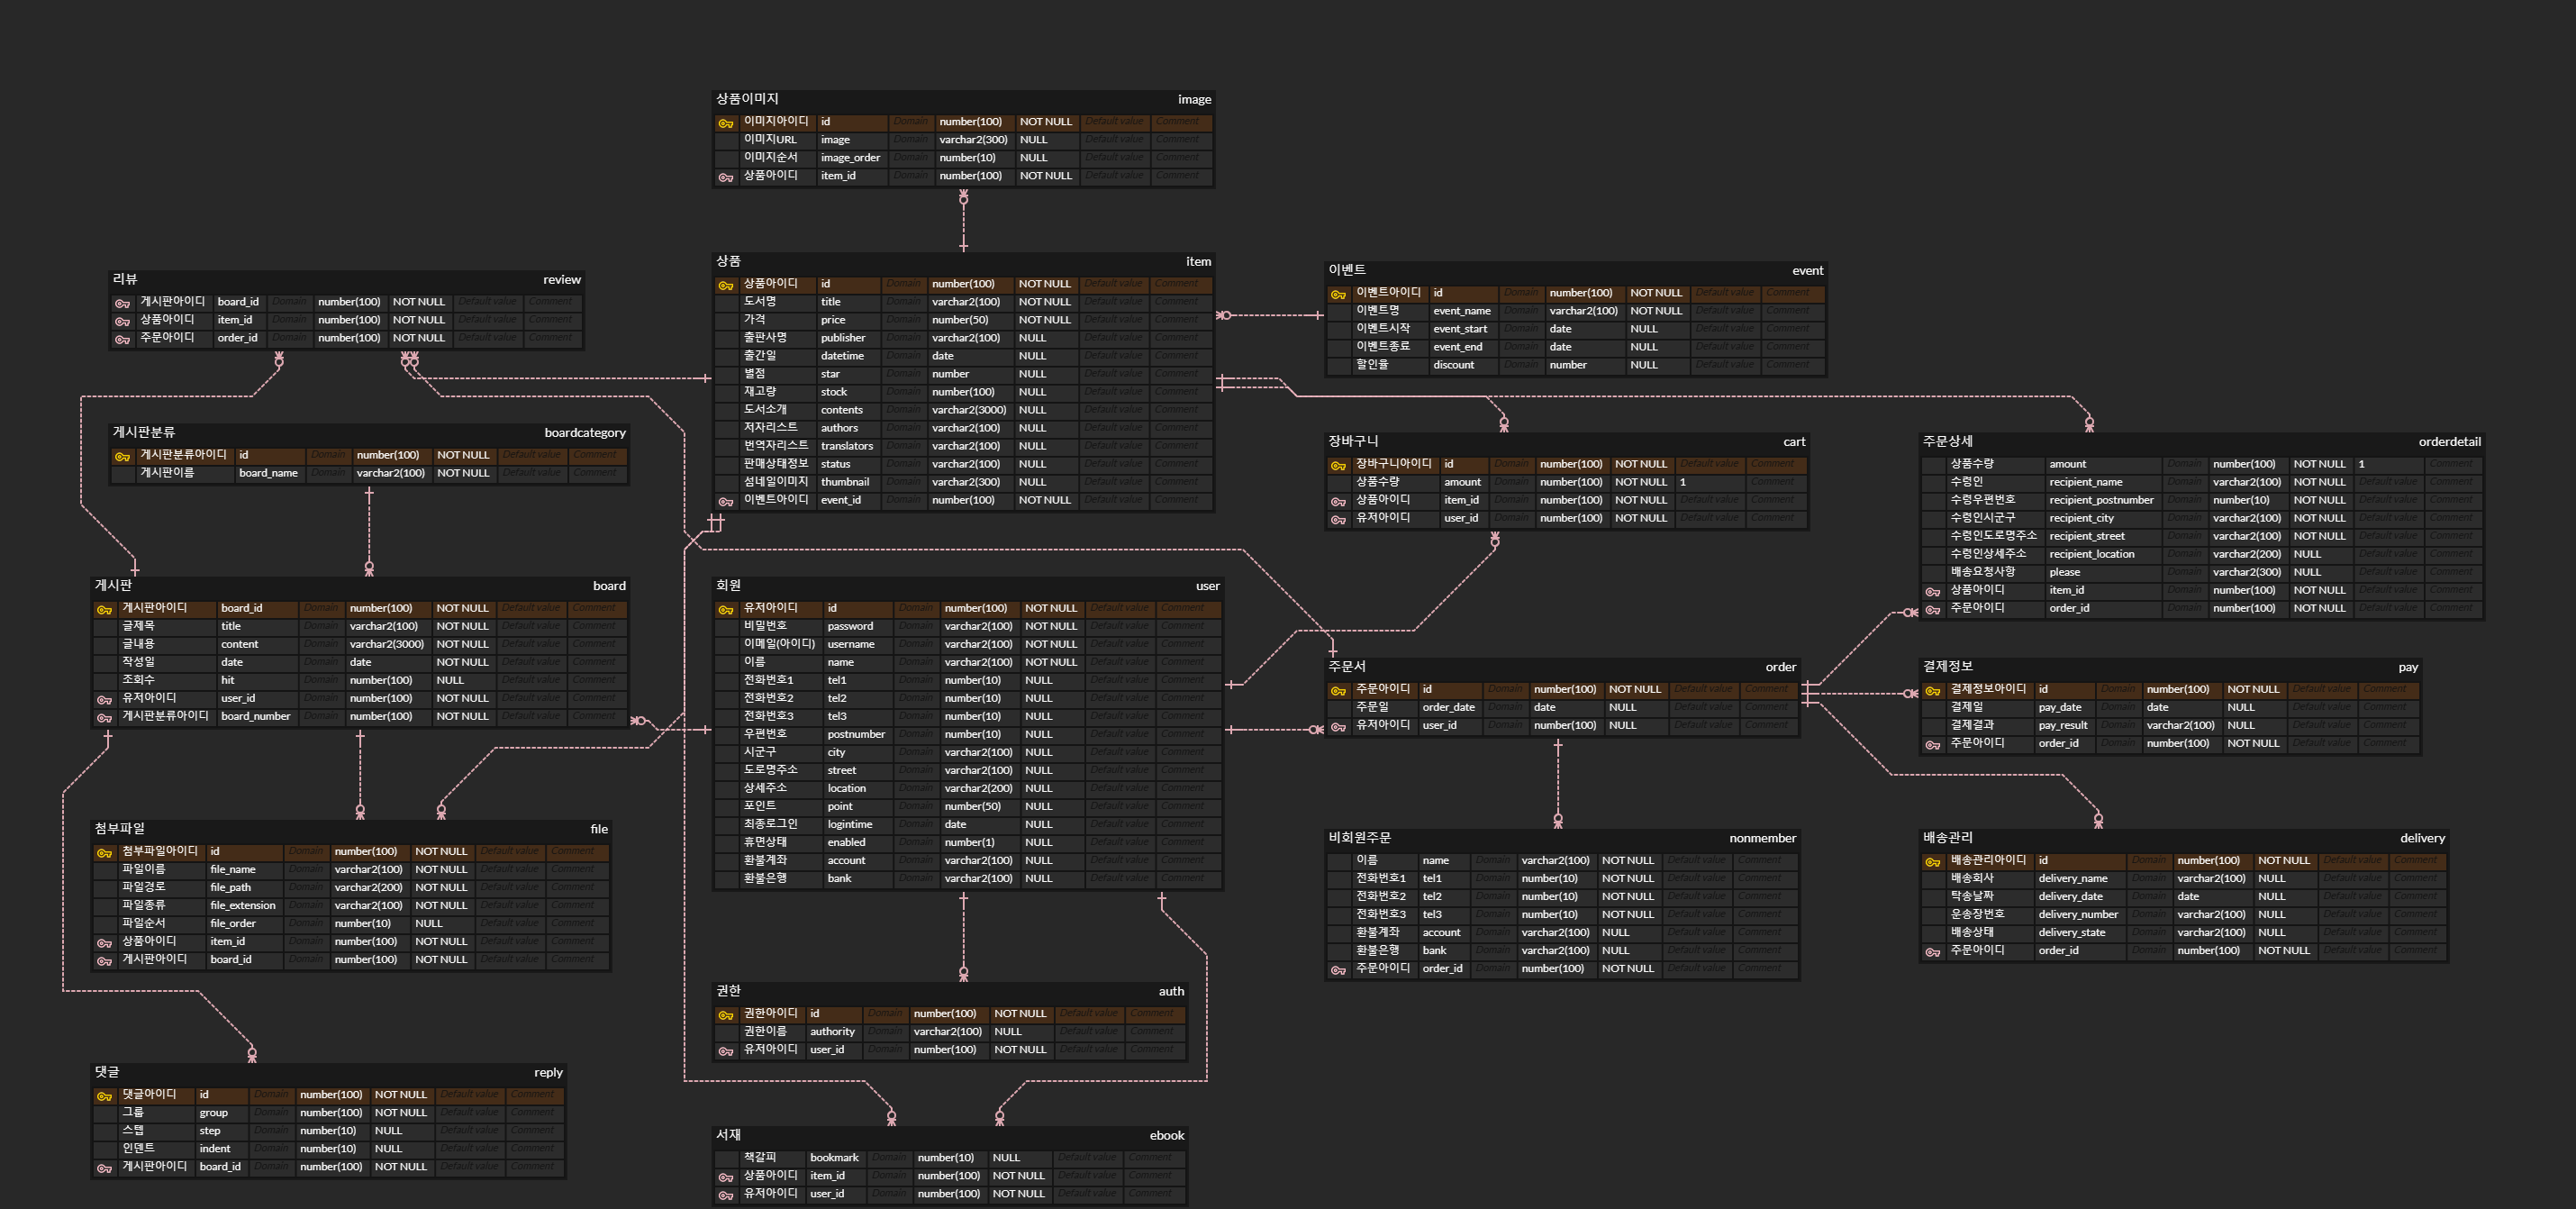 상품이미지 image
이미지아이디 id Domain number(100) NOT NULL Default value Comment
이미지URL image Domain varchar2(300) NULL Default value Comment
이미지순서 image_order Domain number(10) NULL Default value Comment
상품아이디 item_id Domain number(100) NOT NULL Default value Comment
상품 item
상품아이디 id Domain number(100) NOT NULL Default value Comment
도서명 title Domain varchar2(100) NOT NULL Default value Comment
가격 price Domain number(50) NOT NULL Default value Comment
출판사명 publisher Domain varchar2(100) NULL Default value Comment
출간일 datetime Domain date NULL Default value Comment
별점 star Domain number NULL Default value Comment
재고량 stock Domain number(100) NULL Default value Comment
도서소개 contents Domain varchar2(3000) NULL Default value Comment
저자리스트 authors Domain varchar2(100) NULL Default value Comment
번역자리스트 translators Domain varchar2(100) NULL Default value Comment
판매상태정보 status Domain varchar2(100) NULL Default value Comment
섬네일이미지 thumbnail Domain varchar2(300) NULL Default value Comment
이벤트아이디 event_id Domain number(100) NOT NULL Default value Comment
이벤트 event
이벤트아이디 id Domain number(100) NOT NULL Default value Comment
이벤트명 event_name Domain varchar2(100) NOT NULL Default value Comment
이벤트시작 event_start Domain date NULL Default value Comment
이벤트종료 event_end Domain date NULL Default value Comment
할인율 discount Domain number NULL Default value Comment
리뷰 review
게시판아이디 board_id Domain number(100) NOT NULL Default value Comment
상품아이디 item_id Domain number(100) NOT NULL Default value Comment
주문아이디 order_id Domain number(100) NOT NULL Default value Comment
게시판분류 boardcategory
게시판분류아이디 id Domain number(100) NOT NULL Default value Comment
게시판이름 board_name Domain varchar2(100) NOT NULL Default value Comment
장바구니 cart
장바구니아이디 id Domain number(100) NOT NULL Default value Comment
상품수량 amount Domain number(100) NOT NULL 1 Comment
상품아이디 item_id Domain number(100) NOT NULL Default value Comment
유저아이디 user_id Domain number(100) NOT NULL Default value Comment
주문상세 orderdetail
상품수량 amount Domain number(100) NOT NULL 1 Comment
수령인 recipient_name Domain varchar2(100) NOT NULL Default value Comment
수령우편번호 recipient_postnumber Domain number(10) NOT NULL Default value Comment
수령인시군구 recipient_city Domain varchar2(100) NOT NULL Default value Comment
수령인도로명주소 recipient_street Domain varchar2(100) NOT NULL Default value Comment
수령인상세주소 recipient_location Domain varchar2(200) NULL Default value Comment
배송요청사항 please Domain varchar2(300) NULL Default value Comment
상품아이디 item_id Domain number(100) NOT NULL Default value Comment
주문아이디 order_id Domain number(100) NOT NULL Default value Comment
게시판 board
게시판아이디 board_id Domain number(100) NOT NULL Default value Comment
글제목 title Domain varchar2(100) NOT NULL Default value Comment
글내용 content Domain varchar2(3000) NOT NULL Default value Comment
작성일 date Domain date NOT NULL Default value Comment
조회수 hit Domain number(100) NULL Default value Comment
유저아이디 user_id Domain number(100) NOT NULL Default value Comment
게시판분류아이디 board_number Domain number(100) NOT NULL Default value Comment
회원 user
유저아이디 id Domain number(100) NOT NULL Default value Comment
비밀번호 password Domain varchar2(100) NOT NULL Default value Comment
이메일(아이디) username Domain varchar2(100) NOT NULL Default value Comment
이름 name Domain varchar2(100) NOT NULL Default value Comment
전화번호1 tel1 Domain number(10) NULL Default value Comment
전화번호2 tel2 Domain number(10) NULL Default value Comment
전화번호3 tel3 Domain number(10) NULL Default value Comment
우편번호 postnumber Domain number(10) NULL Default value Comment
시군구 city Domain varchar2(100) NULL Default value Comment
도로명주소 street Domain varchar2(100) NULL Default value Comment
상세주소 location Domain varchar2(200) NULL Default value Comment
포인트 point Domain number(50) NULL Default value Comment
최종로그인 logintime Domain date NULL Default value Comment
휴면상태 enabled Domain number(1) NULL Default value Comment
환불계좌 account Domain varchar2(100) NULL Default value Comment
환불은행 bank Domain varchar2(100) NULL Default value Comment
주문서 order
주문아이디 id Domain number(100) NOT NULL Default value Comment
주문일 order_date Domain date NULL Default value Comment
유저아이디 user_id Domain number(100) NULL Default value Comment
결제정보 pay
결제정보아이디 id Domain number(100) NOT NULL Default value Comment
결제일 pay_date Domain date NULL Default value Comment
결제결과 pay_result Domain varchar2(100) NULL Default value Comment
주문아이디 order_id Domain number(100) NOT NULL Default value Comment
첨부파일 file
첨부파일아이디 id Domain number(100) NOT NULL Default value Comment
파일이름 file_name Domain varchar2(100) NOT NULL Default value Comment
파일경로 file_path Domain varchar2(200) NOT NULL Default value Comment
파일종류 file_extension Domain varchar2(100) NOT NULL Default value Comment
파일순서 file_order Domain number(10) NULL Default value Comment
상품아이디 item_id Domain number(100) NOT NULL Default value Comment
게시판아이디 board_id Domain number(100) NOT NULL Default value Comment
비회원주문 nonmember
이름 name Domain varchar2(100) NOT NULL Default value Comment
전화번호1 tel1 Domain number(10) NOT NULL Default value Comment
전화번호2 tel2 Domain number(10) NOT NULL Default value Comment
전화번호3 tel3 Domain number(10) NOT NULL Default value Comment
환불계좌 account Domain varchar2(100) NULL Default value Comment
환불은행 bank Domain varchar2(100) NULL Default value Comment
주문아이디 order_id Domain number(100) NOT NULL Default value Comment
배송관리 delivery
배송관리아이디 id Domain number(100) NOT NULL Default value Comment
배송회사 delivery_name Domain varchar2(100) NULL Default value Comment
탁송날짜 delivery_date Domain date NULL Default value Comment
운송장번호 delivery_number Domain varchar2(100) NULL Default value Comment
배송상태 delivery_state Domain varchar2(100) NULL Default value Comment
주문아이디 order_id Domain number(100) NOT NULL Default value Comment
권한 auth
권한아이디 id Domain number(100) NOT NULL Default value Comment
권한이름 authority Domain varchar2(100) NULL Default value Comment
유저아이디 user_id Domain number(100) NOT NULL Default value Comment
댓글 reply
댓글아이디 id Domain number(100) NOT NULL Default value Comment
그룹 group Domain number(100) NOT NULL Default value Comment
스텝 step Domain number(10) NULL Default value Comment
인덴트 indent Domain number(10) NULL Default value Comment
게시판아이디 board_id Domain number(100) NOT NULL Default value Comment
서재 ebook
책갈피 bookmark Domain number(10) NULL Default value Comment
상품아이디 item_id Domain number(100) NOT NULL Default value Comment
유저아이디 user_id Domain number(100) NOT NULL Default value Comment